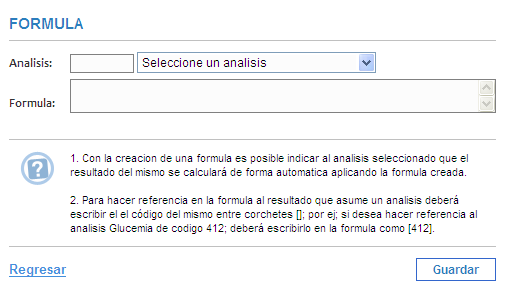 FORMULA
Analisis: Seleccione un analisis
Formula:
1. Con la creacion de una formula es posible indicar al analisis seleccionado que el
resultado del mismo se calculará de forma automatica aplicando la formula creada.
2. Para hacer referencia en la formula al resultado que asume un analisis deberá
escribir el el código del mismo entre corchetes []; por ej; si desea hacer referencia al
analisis Glucemia de codigo 412; deberá escribirlo en la formula como [412].
Regresar Guardar